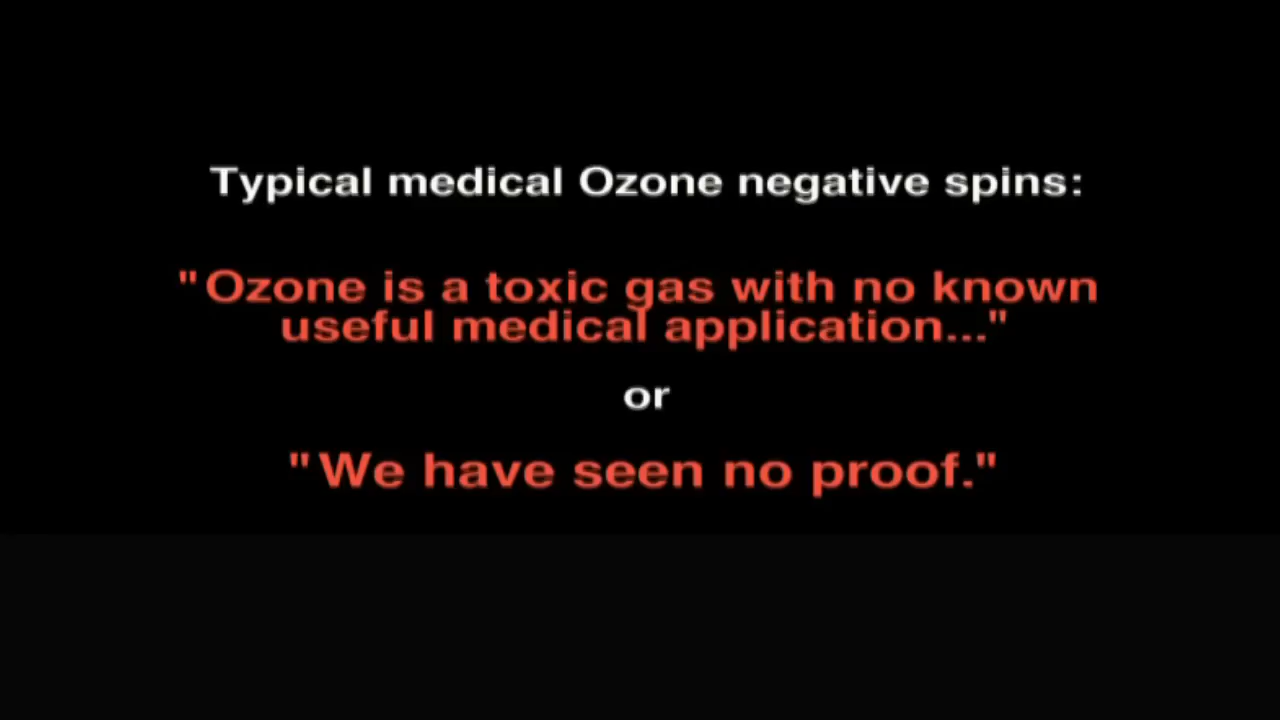 Typical medical Ozone negative spins:
"Ozone is a toxic gas with no known
useful medical application..."
or
"We have seen no proof."